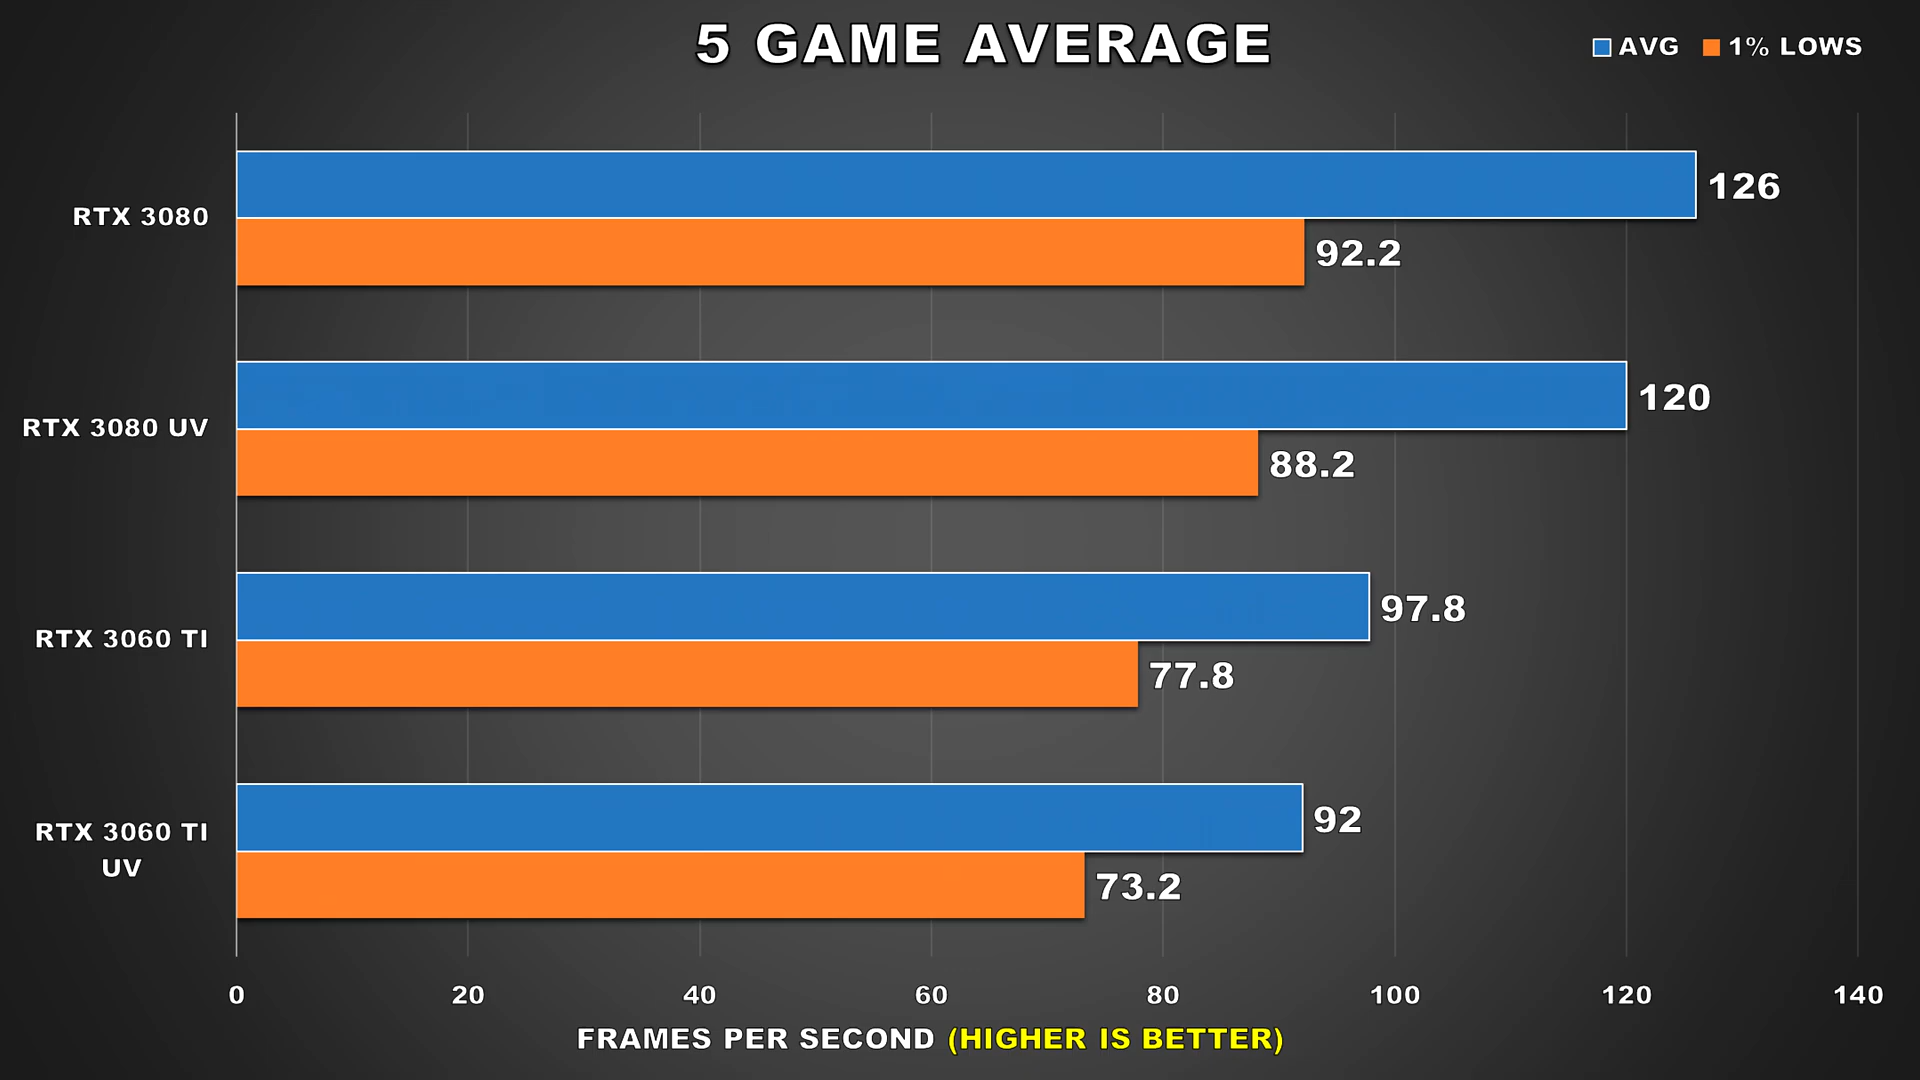 5 GAME AVERAGE
AVG
1% LOWS
RTX 3080
126
92.2
RTX 3080 UV
120
88.2
RTX 3060 TI
97.8
77.8
RTX 3060 TI
UV
92
73.2
0 20 40 60 80 100 120 140
FRAMES PER SECOND (HIGHER IS BETTER)